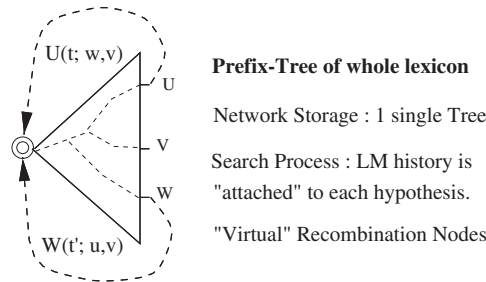 U(t; w,v)
U
V
W
W(t'; u,v)
Prefix-Tree of whole lexicon
Network Storage : 1 single Tree
Search Process : LM history is
"attached" to each hypothesis.
"Virtual" Recombination Nodes